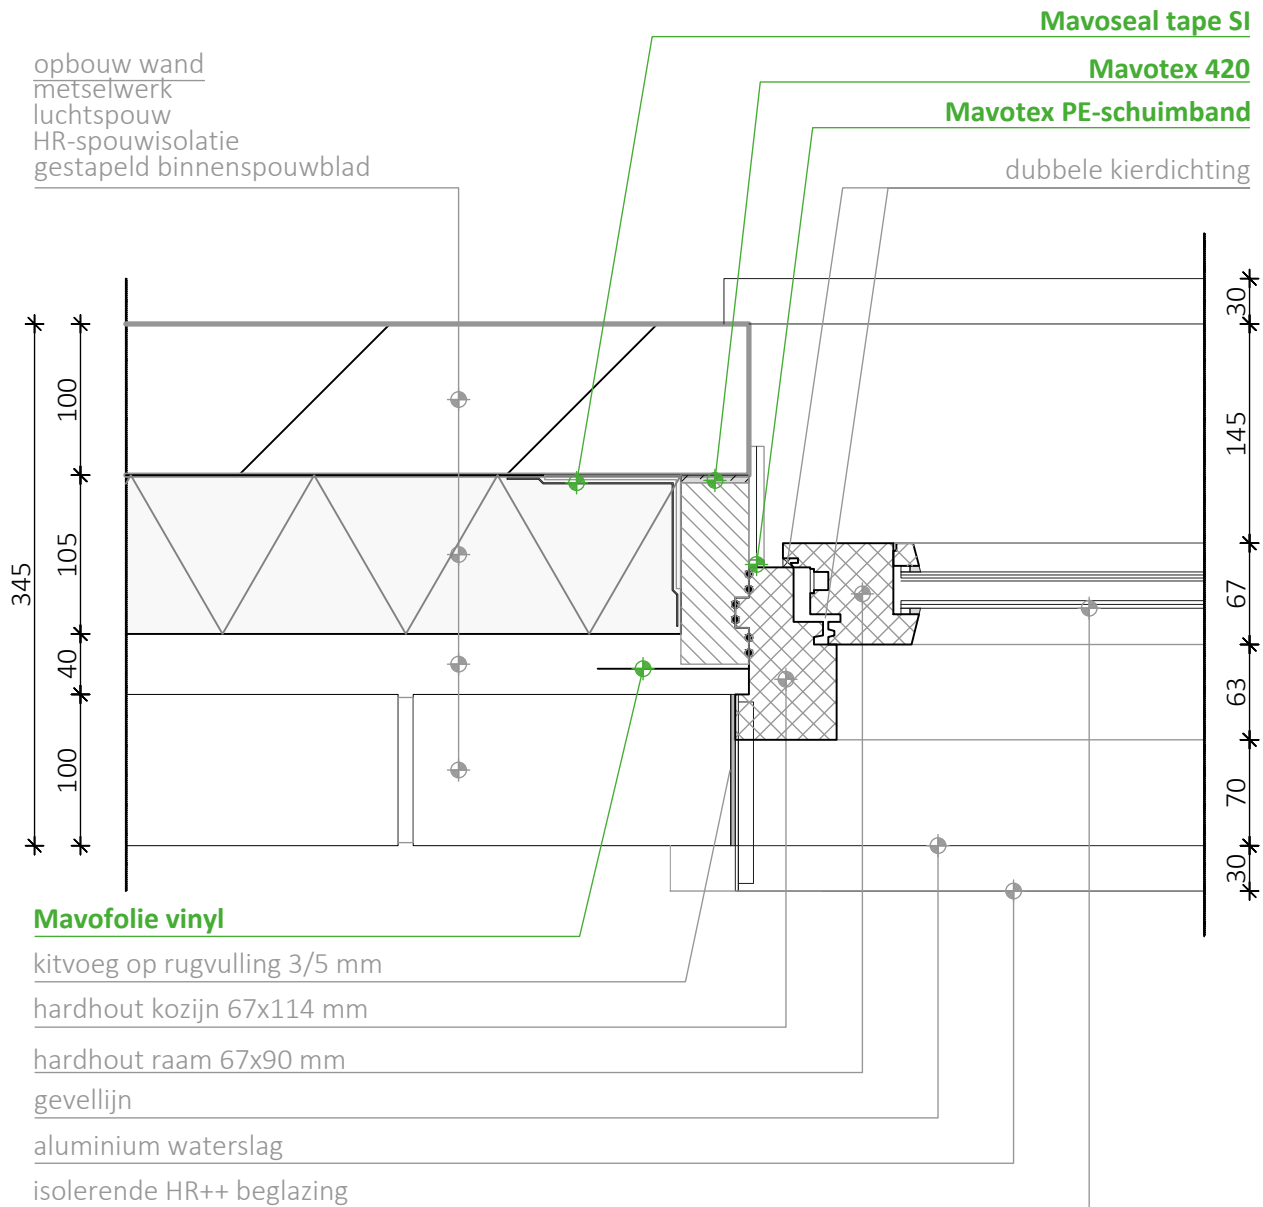 Mavoseal tape SI
Mavotex 420
Mavotex PE-schuimband
dubbele kierdichting
opbouw wand
metselwerk
luchtspouw
HR-spouwisolatie
gestapeld binnenspouwblad
345
100
105
40
100
30
145
67
63
70
30
Mavofolie vinyl
kitvoeg op rugvulling 3/5 mm
hardhout kozijn 67x114 mm
hardhout raam 67x90 mm
gevellijn
aluminium waterslag
isolerende HR++ beglazing